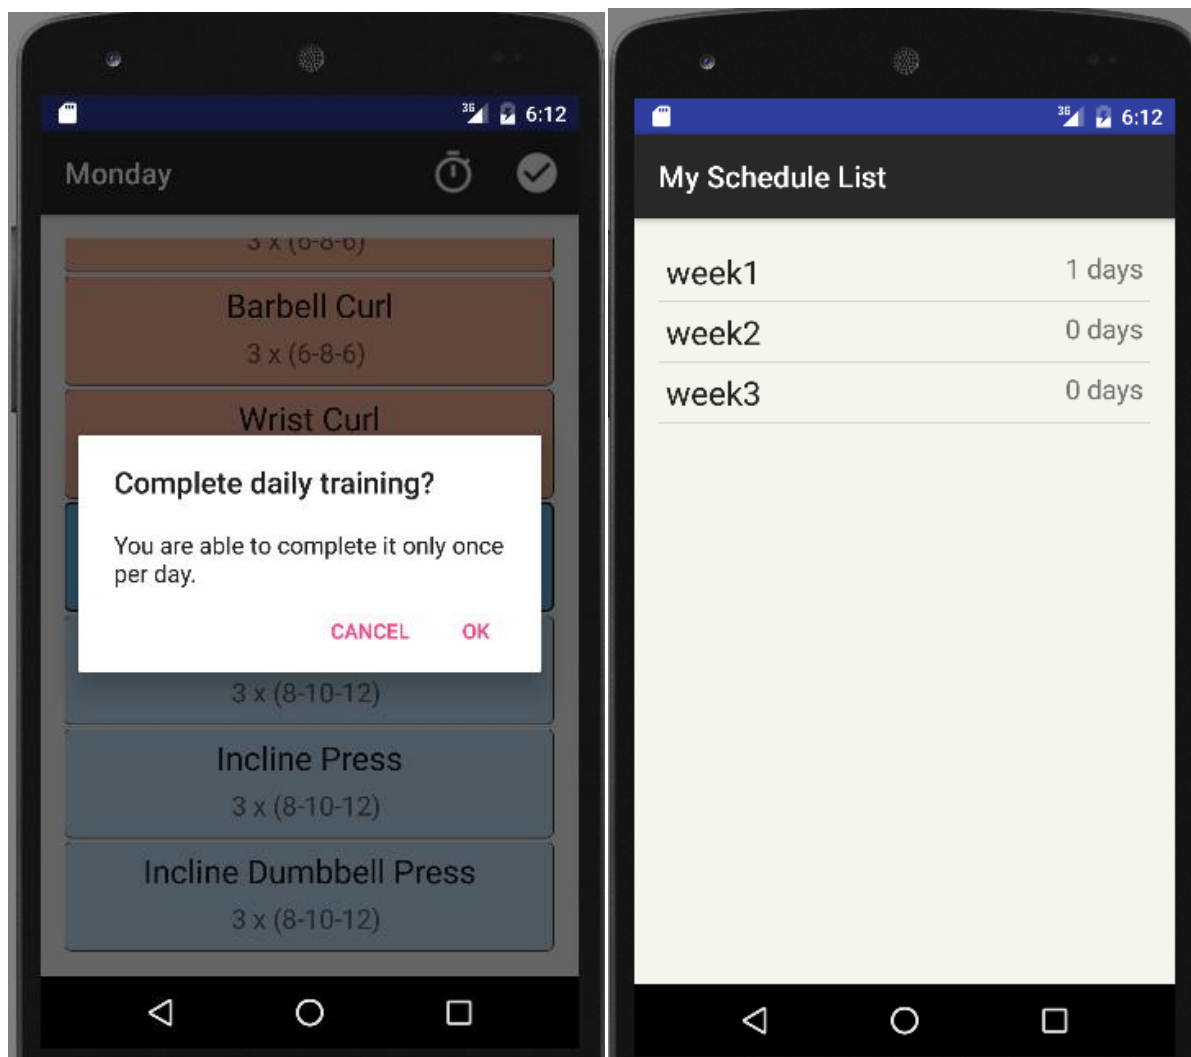 3G 6:12
Monday
3 x (6-8-6)
Barbell Curl
3 x (6-8-6)
Wrist Curl
Complete daily training?
You are able to complete it only once
per day.
CANCEL OK
3 x (8-10-12)
Incline Press
3 x (8-10-12)
Incline Dumbbell Press
3 x (8-10-12)
3G 6:12
My Schedule List
week1 1 days
week2 0 days
week3 0 days